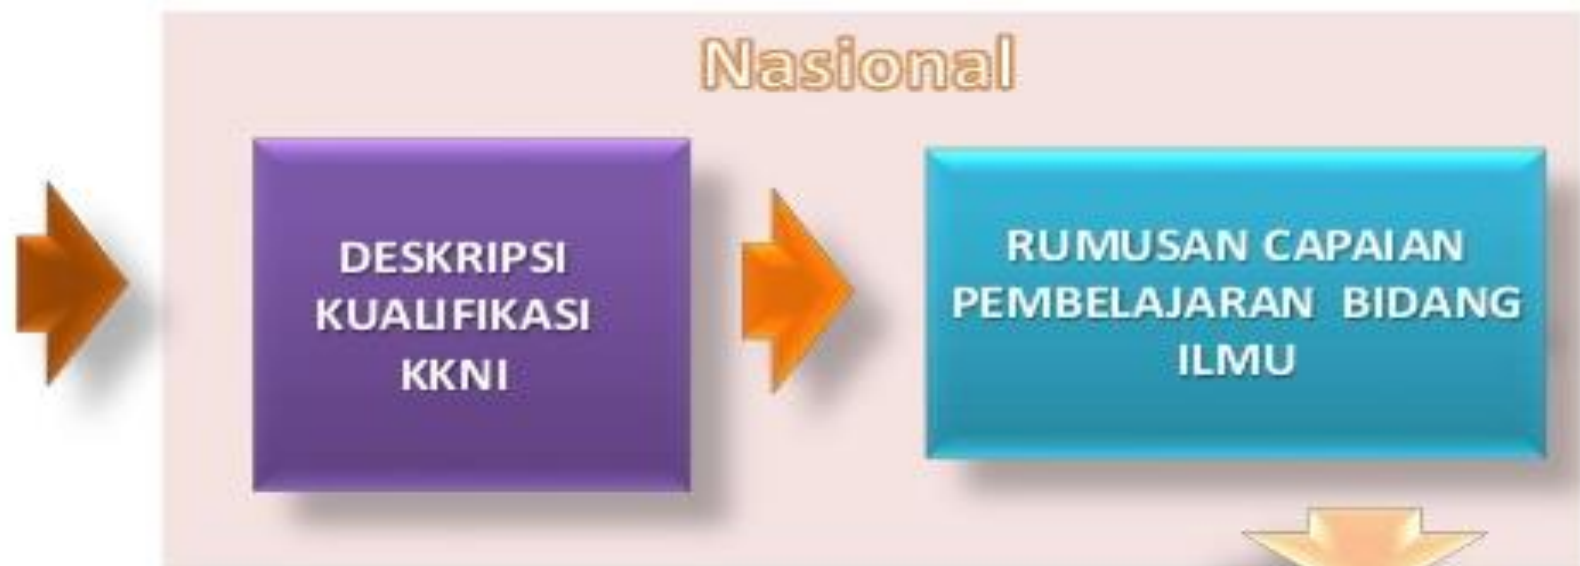 Nasional
DESKRIPSI
KUALIFIKASI
KKNI
RUMUSAN CAPAIAN
PEMBELAJARAN BIDANG
ILMU